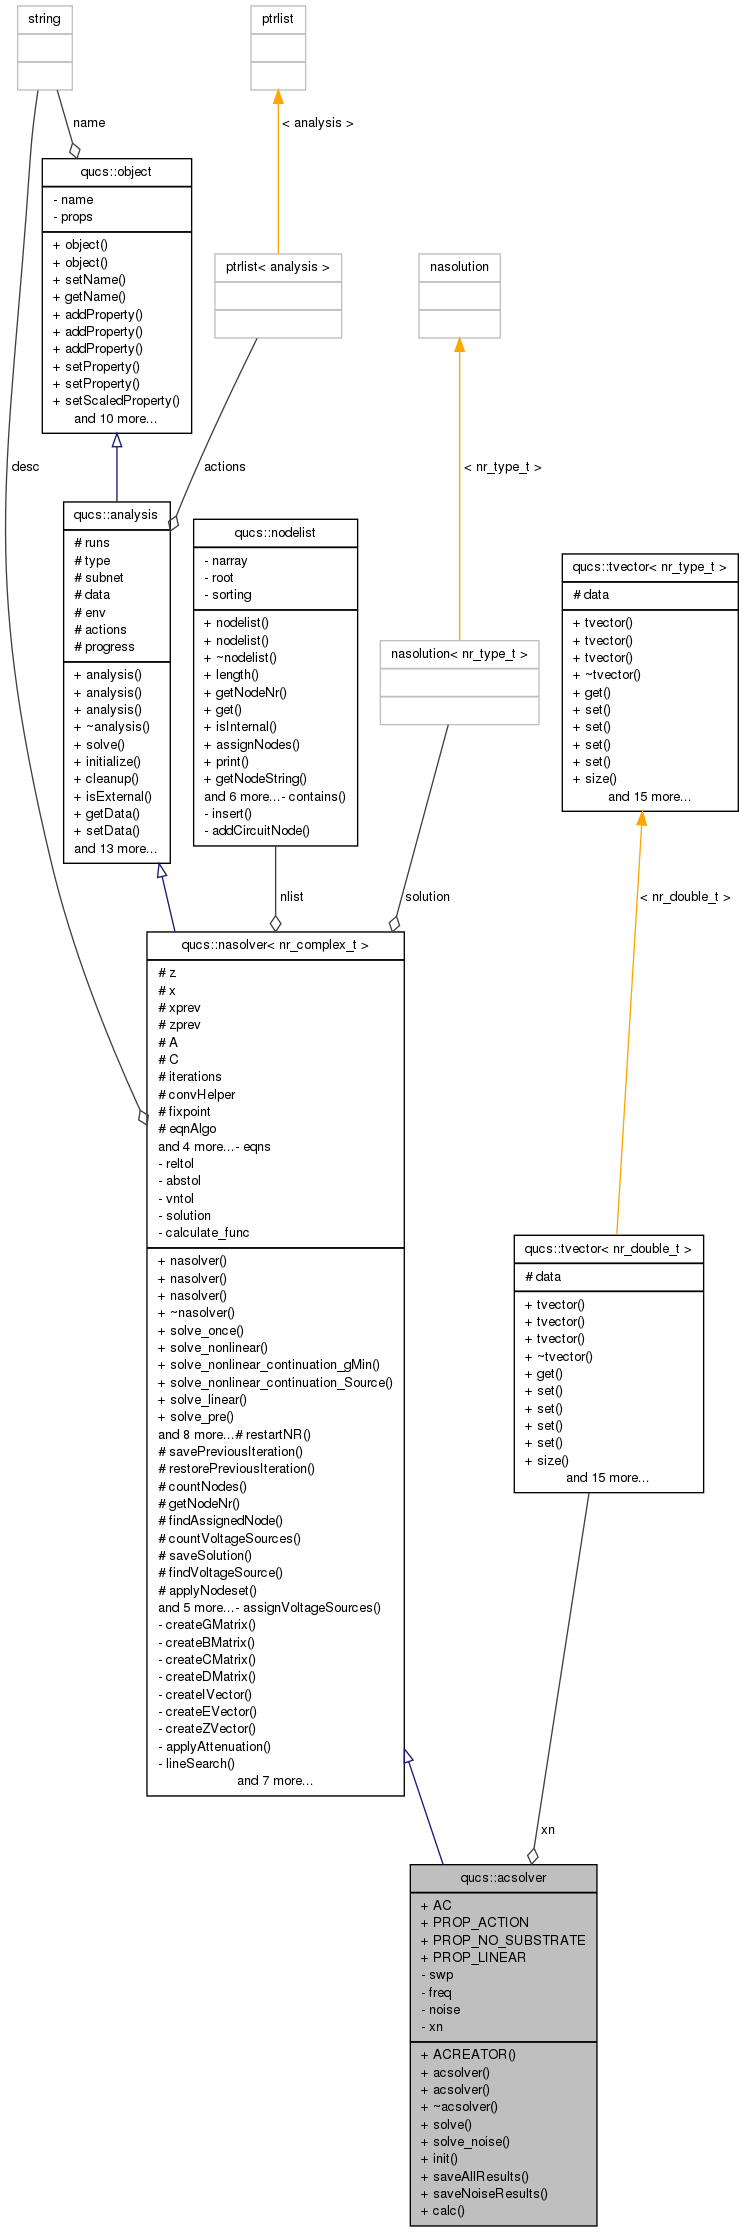 string
ptrlist
name
< analysis >
qucs::object
- name
- props
+ object()
+ object()
+ setName()
+ getName()
+ addProperty()
+ addProperty()
+ addProperty()
+ setProperty()
+ setProperty()
+ setScaledProperty()
and 10 more...
ptrlist< analysis >
nasolution
desc
actions
< nr_type_t >
qucs::analysis
# runs
# type
# subnet
# data
# env
# actions
# progress
+ analysis()
+ analysis()
+ analysis()
+ ~analysis()
+ solve()
+ initialize()
+ cleanup()
+ isExternal()
+ getData()
+ setData()
and 13 more...
qucs::nodelist
- narray
- root
- sorting
+ nodelist()
+ nodelist()
+ ~nodelist()
+ length()
+ getNodeNr()
+ get()
+ isInternal()
+ assignNodes()
+ print()
+ getNodeString()
and 6 more...- contains()
- insert()
- addCircuitNode()
nasolution< nr_type_t >
qucs::tvector< nr_type_t >
# data
+ tvector()
+ tvector()
+ tvector()
+ ~tvector()
+ get()
+ set()
+ set()
+ set()
+ set()
+ size()
and 15 more...
nlist
solution
< nr_double_t >
qucs::nasolver< nr_complex_t >
# z
# x
# xprev
# zprev
# A
# C
# iterations
# convHelper
# fixpoint
# eqnAlgo
and 4 more...- eqns
- reltol
- abstol
- vntol
- solution
- calculate_func
+ nasolver()
+ nasolver()
+ nasolver()
+ ~nasolver()
+ solve_once()
+ solve_nonlinear()
+ solve_nonlinear_continuation_gMin()
+ solve_nonlinear_continuation_Source()
+ solve_linear()
+ solve_pre()
and 8 more...# restartNR()
# savePreviousIteration()
# restorePreviousIteration()
# countNodes()
# getNodeNr()
# findAssignedNode()
# countVoltageSources()
# saveSolution()
# findVoltageSource()
# applyNodeset()
and 5 more...- assignVoltageSources()
- createGMatrix()
- createBMatrix()
- createCMatrix()
- createDMatrix()
- createIVector()
- createEVector()
- createZVector()
- applyAttenuation()
- lineSearch()
and 7 more...
qucs::tvector< nr_double_t >
# data
+ tvector()
+ tvector()
+ tvector()
+ ~tvector()
+ get()
+ set()
+ set()
+ set()
+ set()
+ size()
and 15 more...
xn
qucs::acsolver
+ AC
+ PROP_ACTION
+ PROP_NO_SUBSTRATE
+ PROP_LINEAR
- swp
- freq
- noise
- xn
+ ACREATOR()
+ acsolver()
+ acsolver()
+ ~acsolver()
+ solve()
+ solve_noise()
+ init()
+ saveAllResults()
+ saveNoiseResults()
+ calc()